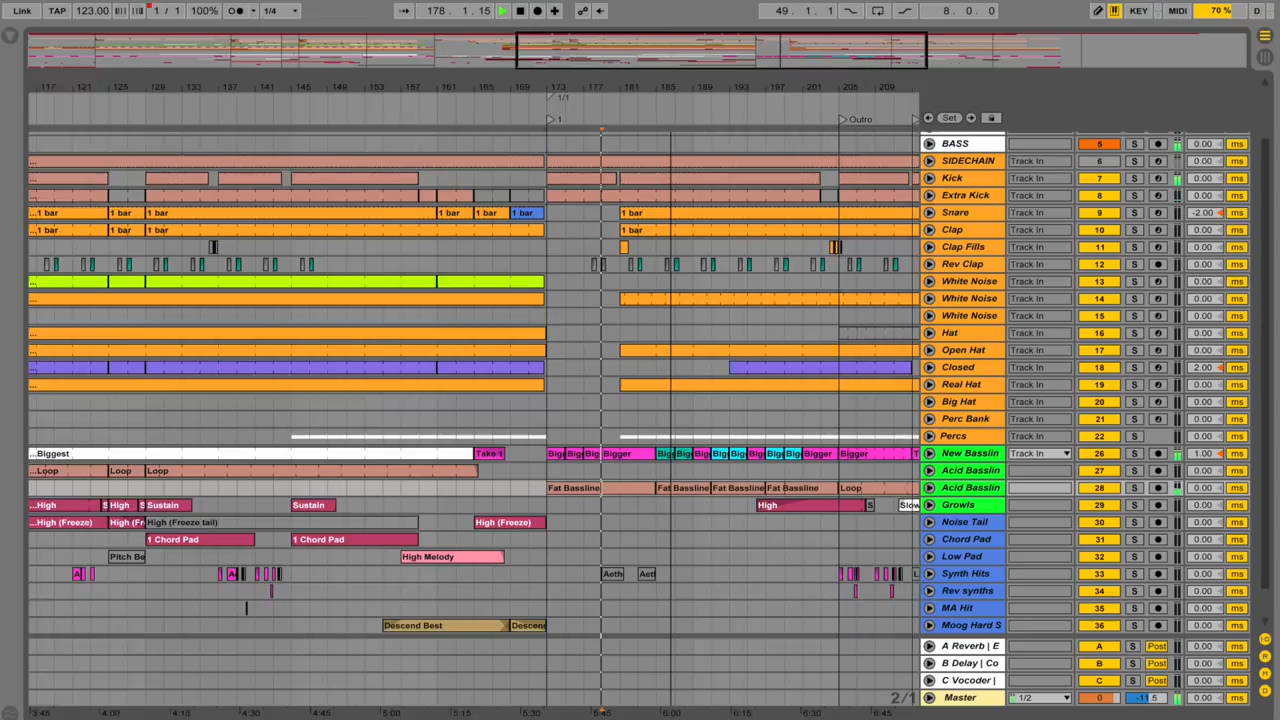 Link TAP 123.00 1 / 1 100% 1/4 178 . 1 . 15 49 . 1 . 1 8 . 0 . 0 KEY MIDI 70 % D
117 121 123 129 133 137 141 145 149 153 157 161 165 169 173 177 181 185 189 193 197 201 205 209
1/1
1 Outro Set
BASS 5 S 0.00 ms
SIDECHAIN Track In 6 S 0.00 ms
... Kick Track In 7 S 0.00 ms
Extra Kick Track In 8 S 0.00 ms
...1 bar 1 bar 1 bar 1 bar 1 bar 1 bar 1 bar Snare Track In 9 S -2.00 ms
...1 bar 1 bar 1 bar 1 bar Clap Track In 10 S 0.00 ms
Clap Fills Track In 11 S 0.00 ms
Rev Clap Track In 12 S 0.00 ms
... White Noise Track In 13 S 0.00 ms
... White Noise Track In 14 S 0.00 ms
White Noise Track In 15 S 0.00 ms
... Hat Track In 16 S 0.00 ms
... Open Hat Track In 17 S 0.00 ms
... Closed Track In 18 S 2.00 ms
... Real Hat Track In 19 S 0.00 ms
Big Hat Track In 20 S 0.00 ms
Perc Bank Track In 21 S 0.00 ms
Percs 22 S 0.00 ms
...Biggest Take 1 Bigger Bigger Bigger New Basslin Track In 26 S 1.00 ms
...Loop Loop Loop Acid Basslin 27 S 0.00 ms
Fat Bassline Fat Bassline Fat Bassline Fat Bassline Loop Acid Basslin 28 S 0.00 ms
...High High Sustain Sustain High S Slow Growls 29 S 0.00 ms
...High (Freeze) High (Fr High (Freeze tail) High (Freeze) Noise Tail 30 S 0.00 ms
1 Chord Pad 1 Chord Pad Chord Pad 31 S 0.00 ms
Pitch Be High Melody Low Pad 32 S 0.00 ms
Aeth Aeth Synth Hits 33 S 0.00 ms
Rev synths 34 S 0.00 ms
MA Hit 35 S 0.00 ms
Descend Best Descend Moog Hard S 36 S 0.00 ms
A Reverb | E A S Post 0.00 ms
B Delay | Co B S Post 0.00 ms
C Vocoder | C S Post 0.00 ms
2/1 Master 1/2 0 -11.5 0.00 ms
3:45 4:00 4:15 4:30 4:45 5:00 5:15 5:30 5:45 6:00 6:15 6:30 6:45